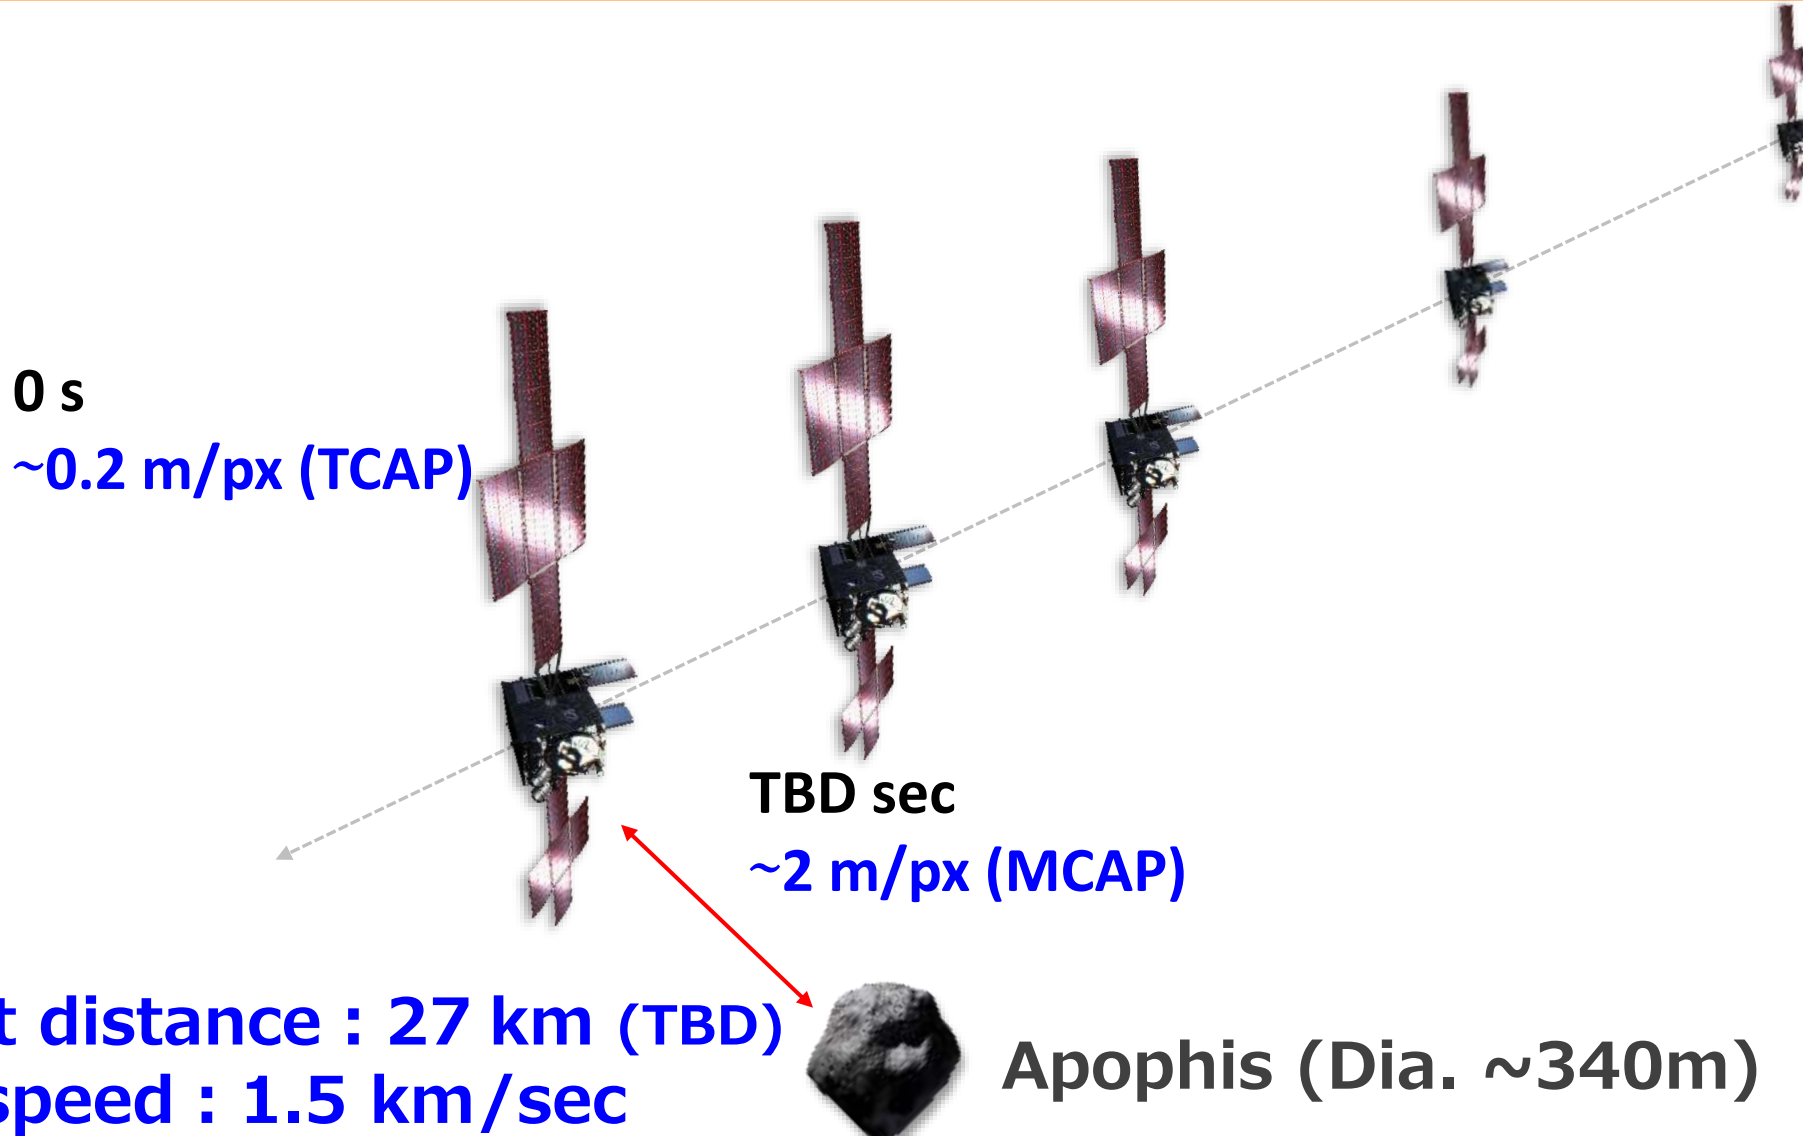 0 s
~0.2 m/px (TCAP)
TBD sec
~2 m/px (MCAP)
t distance : 27 km (TBD)
speed : 1.5 km/sec
Apophis (Dia. ~340m)